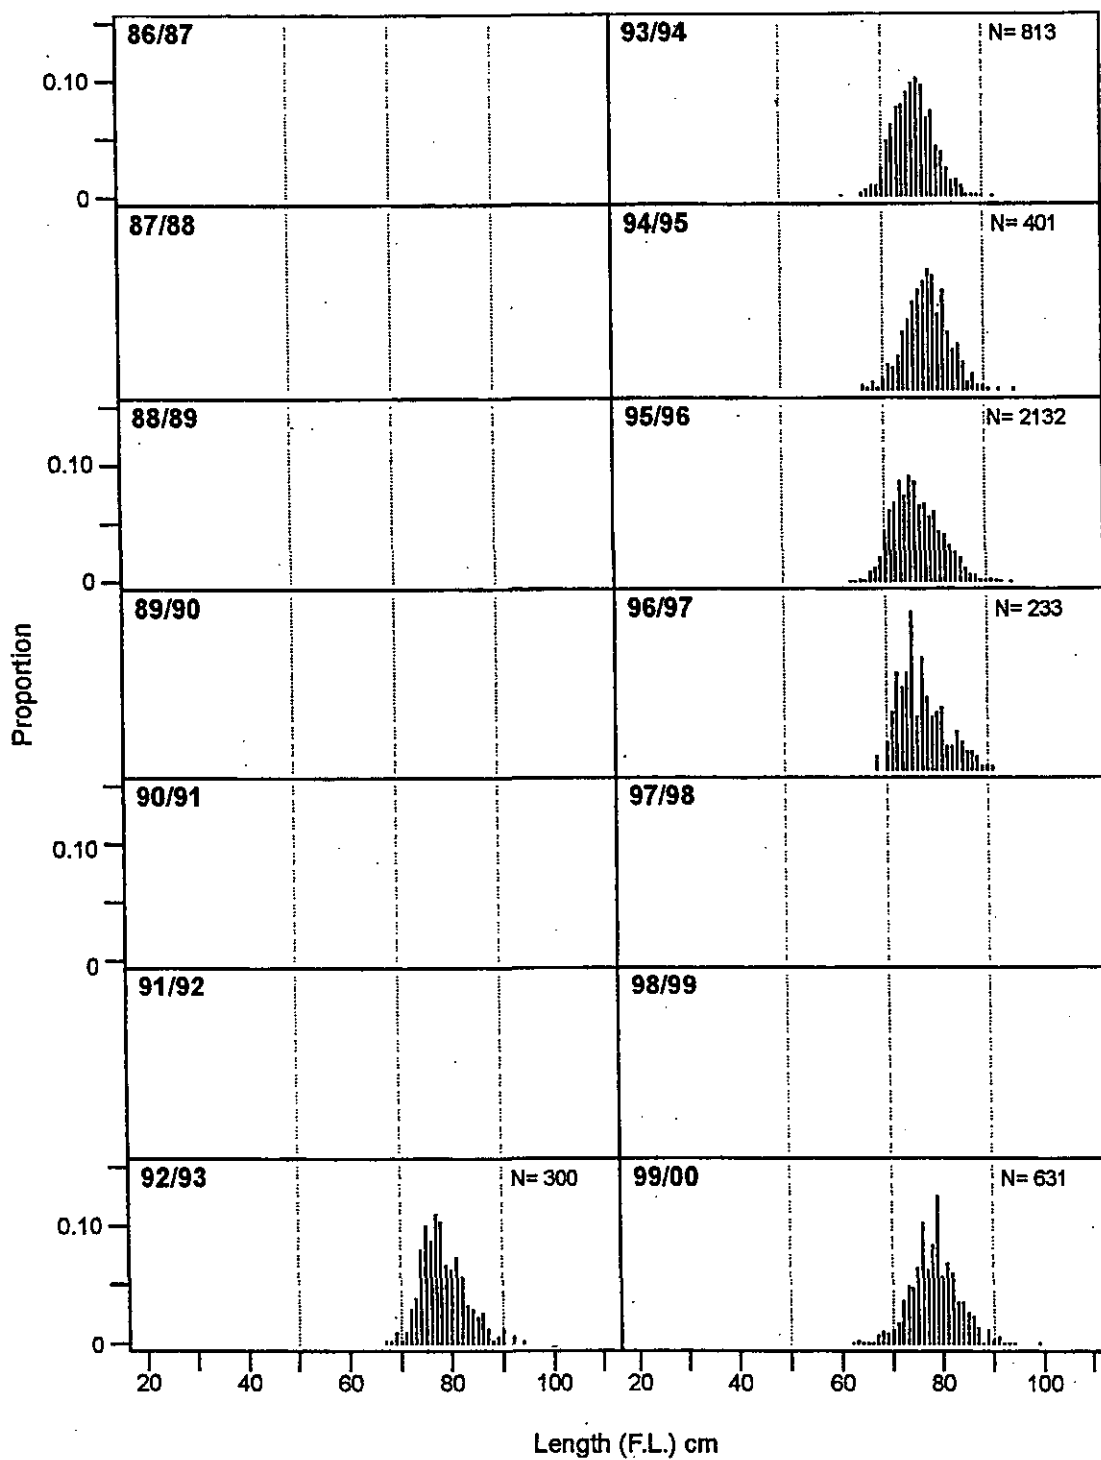 86/87
93/94
N= 813
0.10
0
87/88
94/95
N= 401
88/89
95/96
N= 2132
0.10
0
89/90
96/97
N= 233
Proportion
90/91
97/98
0.10
0
91/92
98/99
92/93
N= 300
99/00
N= 631
0.10
0
20 40 60 80 100 20 40 60 80 100
Length (F.L.) cm